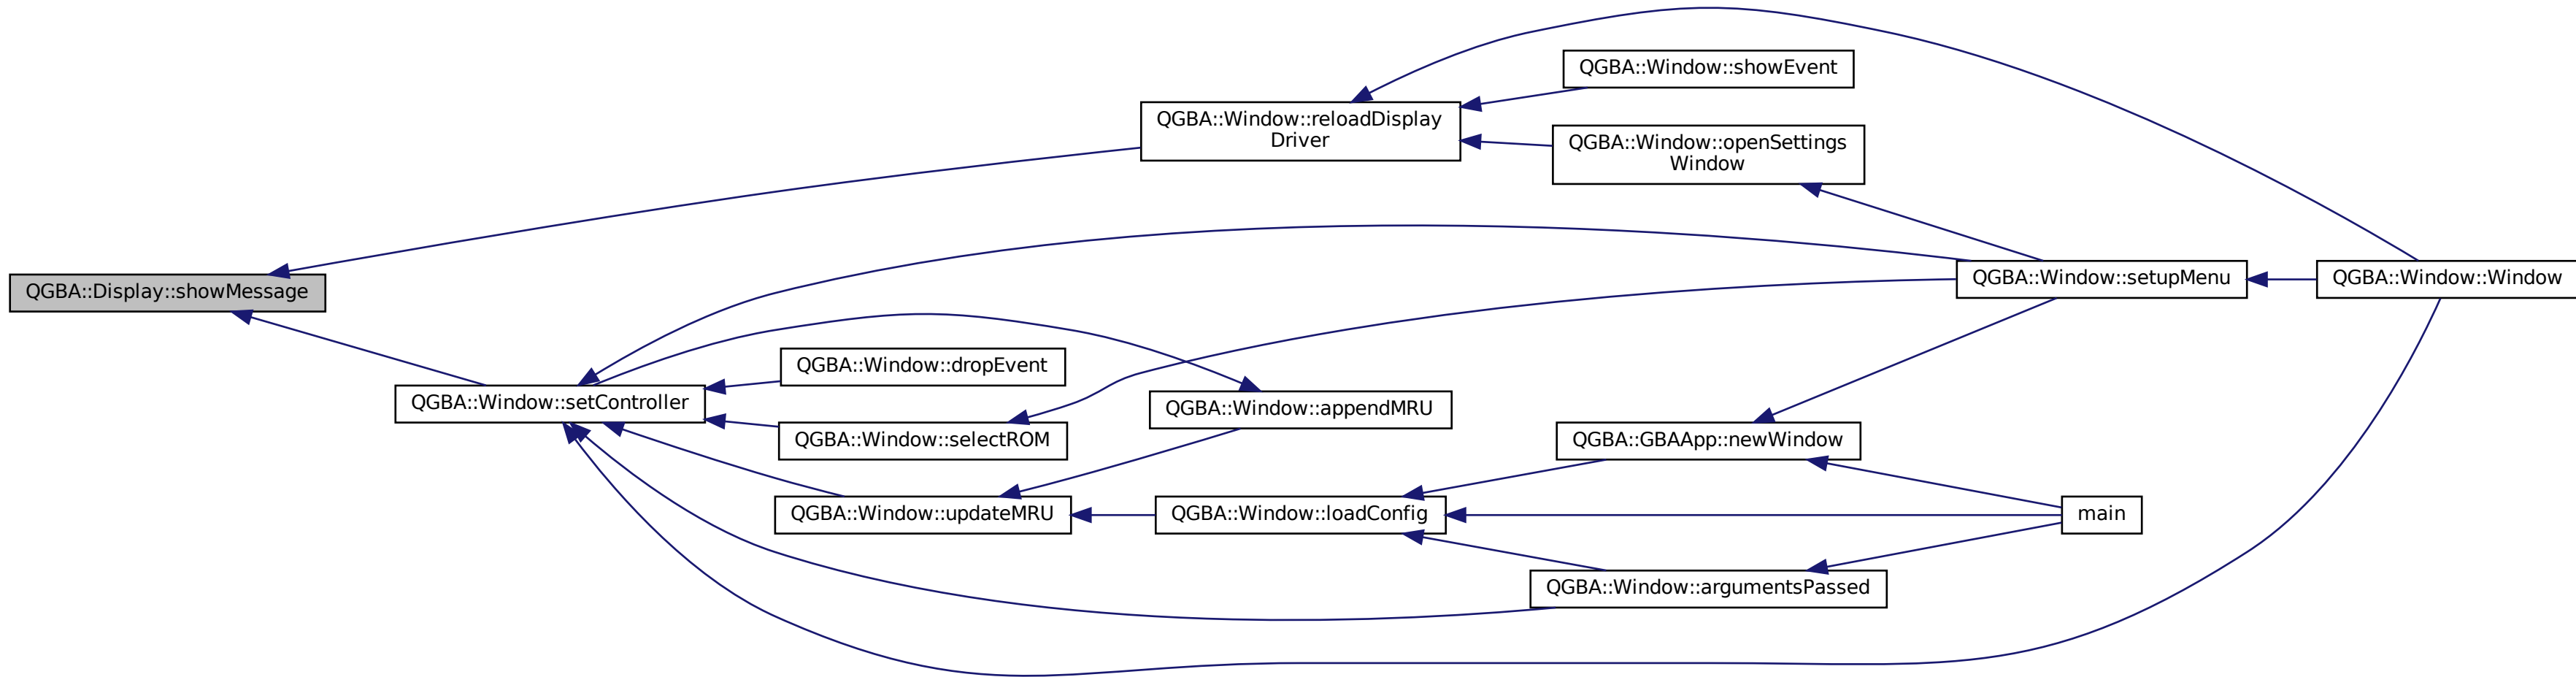 QGBA::Display::showMessage
QGBA::Window::setController
QGBA::Window::dropEvent
QGBA::Window::selectROM
QGBA::Window::updateMRU
QGBA::Window::reloadDisplay
Driver
QGBA::Window::appendMRU
QGBA::Window::loadConfig
QGBA::Window::showEvent
QGBA::Window::openSettings
Window
QGBA::GBAApp::newWindow
QGBA::Window::argumentsPassed
QGBA::Window::setupMenu
main
QGBA::Window::Window